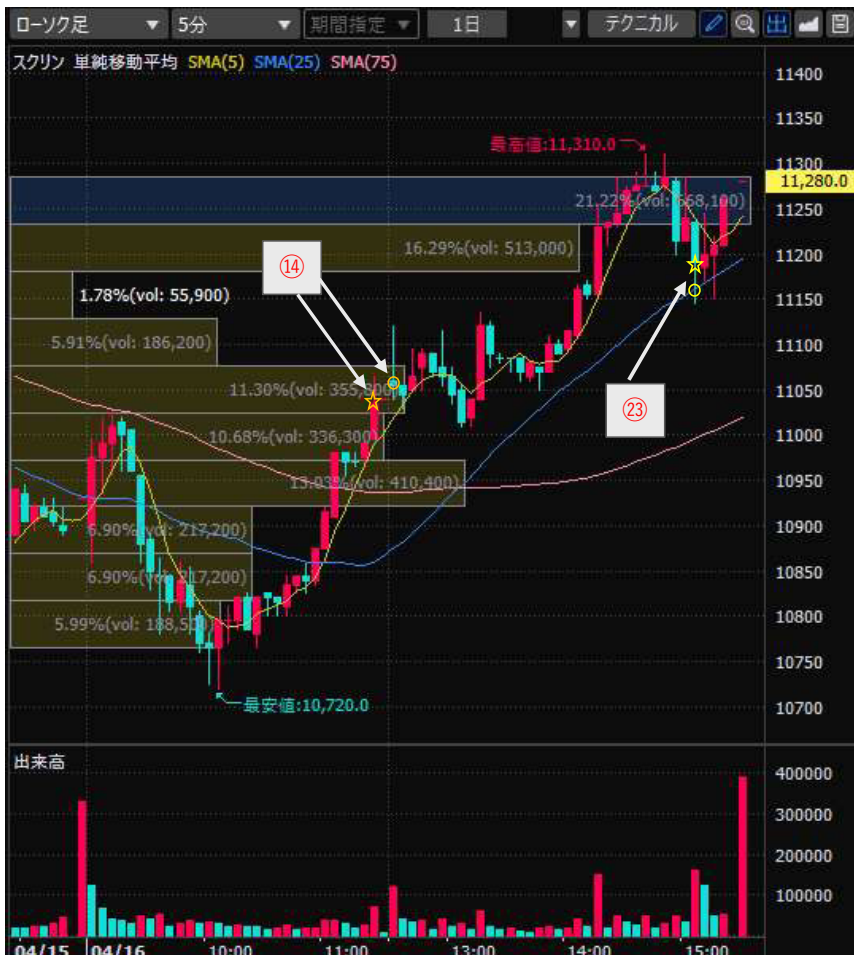 ローソク足 ▼ 5分 ▼ 期間指定 ▼ 1日 ▼ テクニカル 出
スクリン 単純移動平均 SMA(5) SMA(25) SMA(75)
11400
11350
最高値:11,310.0
11300
11,280.0
21.22%(vol: 668,100)
11250
16.29%(vol: 513,000)
⑭
11200
1.78%(vol: 55,900)
11150
5.91%(vol: 186,200)
11100
11.30%(vol: 355,800)
11050
㉓
10.68%(vol: 336,300)
11000
13.03%(vol: 410,400)
10950
6.90%(vol: 217,200)
10900
6.90%(vol: 217,200)
10850
5.99%(vol: 188,500)
10800
10750
最安値:10,720.0
10700
出来高
400000
300000
200000
100000
04/15 04/16 10:00 11:00 13:00 14:00 15:00